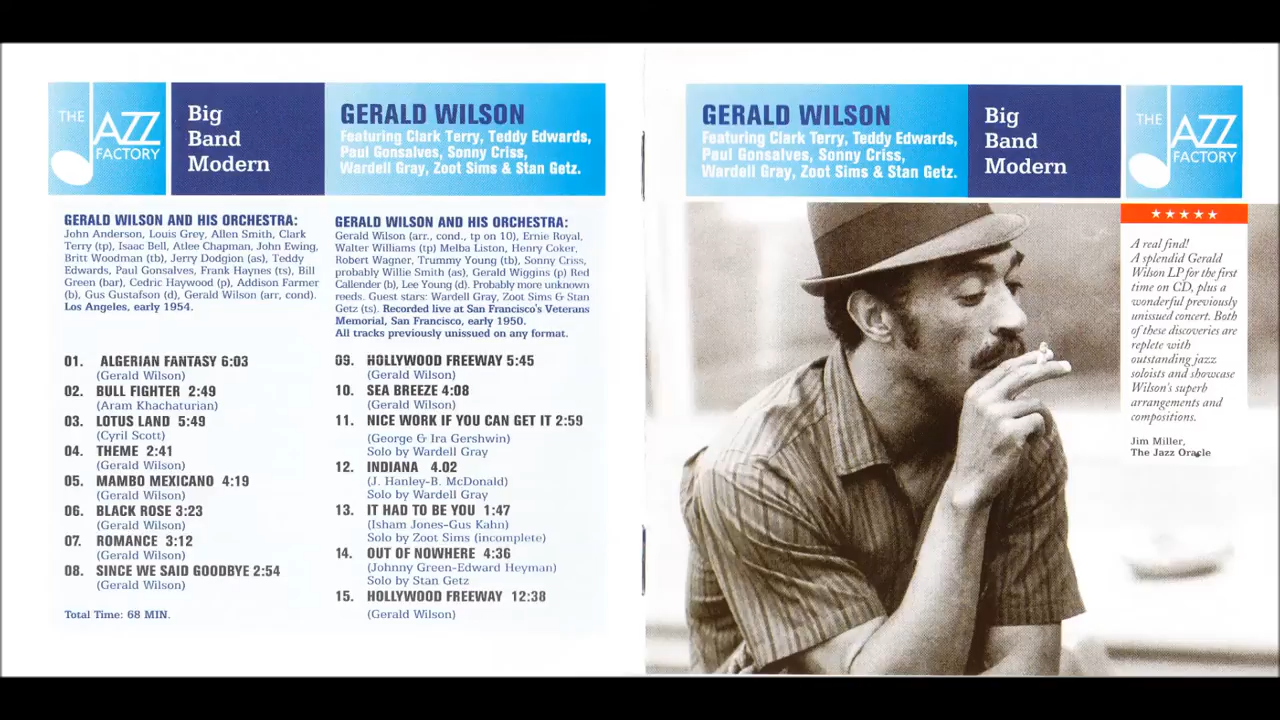 THE
JAZZ
FACTORY
Big
Band
Modern
GERALD WILSON
Featuring Clark Terry, Teddy Edwards,
Paul Gonsalves, Sonny Criss,
Wardell Gray, Zoot Sims & Stan Getz.
GERALD WILSON AND HIS ORCHESTRA:
John Anderson, Louis Grey, Allen Smith, Clark
Terry (tp), Isaac Bell, Atlee Chapman, John Ewing,
Britt Woodman (tb), Jerry Dodgion (as), Teddy
Edwards, Paul Gonsalves, Frank Haynes (ts), Bill
Green (bar), Cedric Haywood (p), Addison Farmer
(b), Gus Gustafson (d), Gerald Wilson (arr, cond).
Los Angeles, early 1954.
01. ALGERIAN FANTASY 6:03
(Gerald Wilson)
02. BULL FIGHTER 2:49
(Aram Khachaturian)
03. LOTUS LAND 5:49
(Cyril Scott)
04. THEME 2:41
(Gerald Wilson)
05. MAMBO MEXICANO 4:19
(Gerald Wilson)
06. BLACK ROSE 3:23
(Gerald Wilson)
07. ROMANCE 3:12
(Gerald Wilson)
08. SINCE WE SAID GOODBYE 2:54
(Gerald Wilson)
Total Time: 68 MIN.
GERALD WILSON AND HIS ORCHESTRA:
Gerald Wilson (arr., cond., tp on 10), Ernie Royal,
Walter Williams (tp) Melba Liston, Henry Coker,
Robert Wagner, Trummy Young (tb), Sonny Criss,
probably Willie Smith (as), Gerald Wiggins (p) Red
Callender (b), Lee Young (d). Probably more unknown
reeds. Guest stars: Wardell Gray, Zoot Sims & Stan
Getz (ts). Recorded live at San Francisco's Veterans
Memorial, San Francisco, early 1950.
All tracks previously unissued on any format.
09. HOLLYWOOD FREEWAY 5:45
(Gerald Wilson)
10. SEA BREEZE 4:08
(Gerald Wilson)
11. NICE WORK IF YOU CAN GET IT 2:59
(George & Ira Gershwin)
Solo by Wardell Gray
12. INDIANA 4.02
(J. Hanley-B. McDonald)
Solo by Wardell Gray
13. IT HAD TO BE YOU 1:47
(Isham Jones-Gus Kahn)
Solo by Zoot Sims (incomplete)
14. OUT OF NOWHERE 4:36
(Johnny Green-Edward Heyman)
Solo by Stan Getz
15. HOLLYWOOD FREEWAY 12:38
(Gerald Wilson)
GERALD WILSON
Featuring Clark Terry, Teddy Edwards,
Paul Gonsalves, Sonny Criss,
Wardell Gray, Zoot Sims & Stan Getz.
Big
Band
Modern
THE
JAZZ
FACTORY
A real find!
A splendid Gerald
Wilson LP for the first
time on CD, plus a
wonderful previously
unissued concert. Both
of these discoveries are
replete with
outstanding jazz
soloists and showcase
Wilson's superb
arrangements and
compositions.
Jim Miller,
The Jazz Oracle